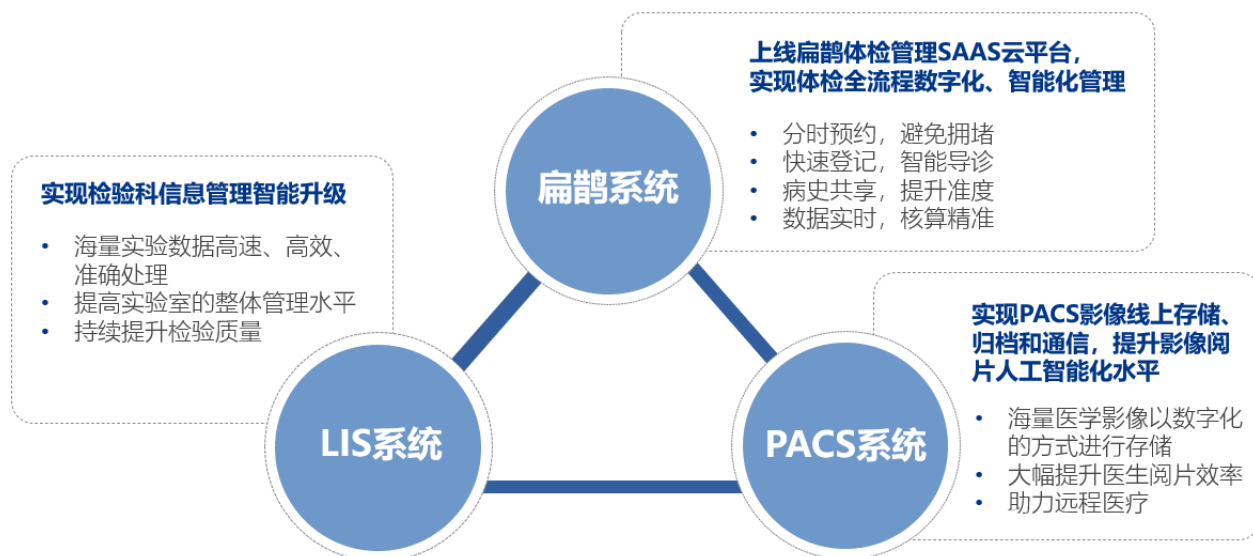 上线扁鹊体检管理SAAS云平台，
实现体检全流程数字化、智能化管理
• 分时预约，避免拥堵
• 快速登记，智能导诊
• 病史共享，提升准度
• 数据实时，核算精准
扁鹊系统
实现检验科信息管理智能升级
• 海量实验数据高速、高效、
准确处理
• 提高实验室的整体管理水平
• 持续提升检验质量
LIS系统
PACS系统
实现PACS影像线上存储、
归档和通信，提升影像阅
片人工智能化水平
• 海量医学影像以数字化
的方式进行存储
• 大幅提升医生阅片效率
• 助力远程医疗